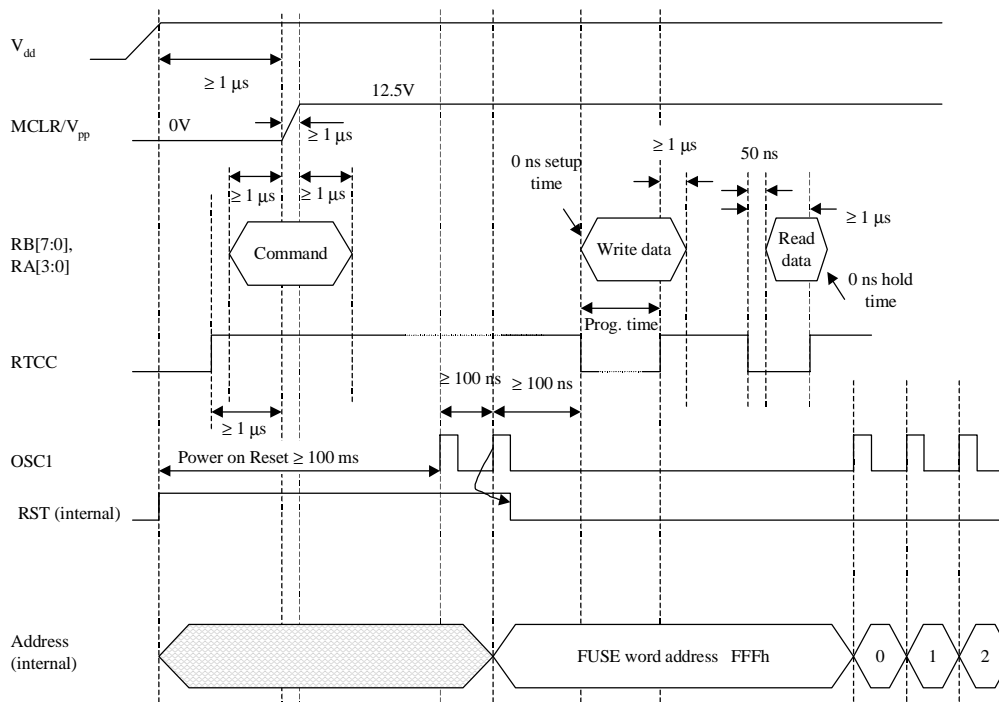 V_dd
≥ 1 μs
12.5V
MCLR/V_pp
0V
≥ 1 μs
≥ 1 μs
≥ 1 μs
0 ns setup
time
≥ 1 μs
50 ns
≥ 1 μs
RB[7:0],
RA[3:0]
Command
Write data
Read
data
0 ns hold
time
Prog. time
RTCC
≥ 1 μs
≥ 100 ns
≥ 100 ns
OSC1
Power on Reset ≥ 100 ms
RST (internal)
Address
(internal)
FUSE word address FFFh
0
1
2